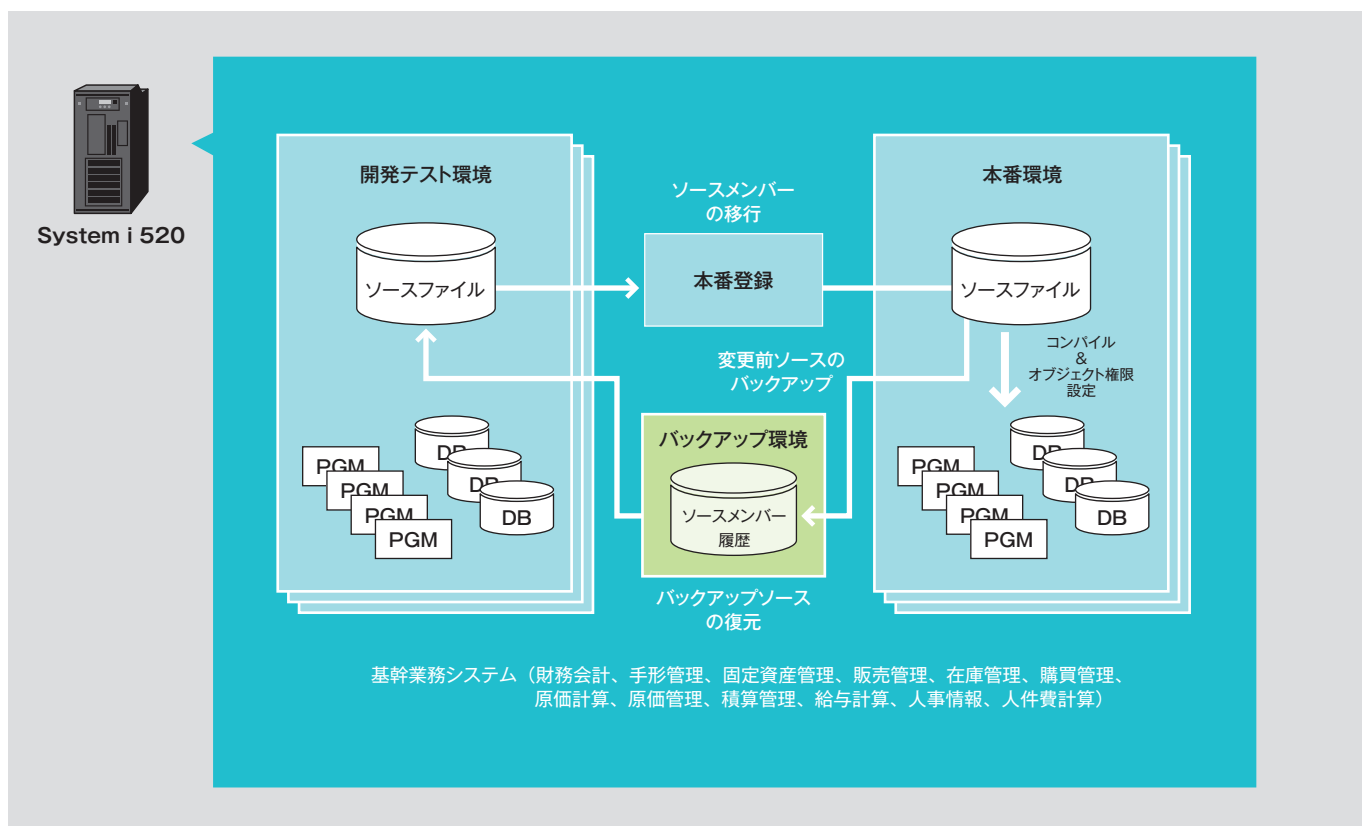 System i 520
開発テスト環境
ソースファイル
PGM
PGM
PGM
PGM
DB
DB
DB
ソースメンバー
の移行
本番登録
変更前ソースの
バックアップ
バックアップ環境
ソースメンバー
履歴
バックアップソース
の復元
本番環境
ソースファイル
コンパイル
&
オブジェクト権限
設定
PGM
PGM
PGM
PGM
DB
DB
DB
基幹業務システム（財務会計、手形管理、固定資産管理、販売管理、在庫管理、購買管理、
原価計算、原価管理、積算管理、給与計算、人事情報、人件費計算）